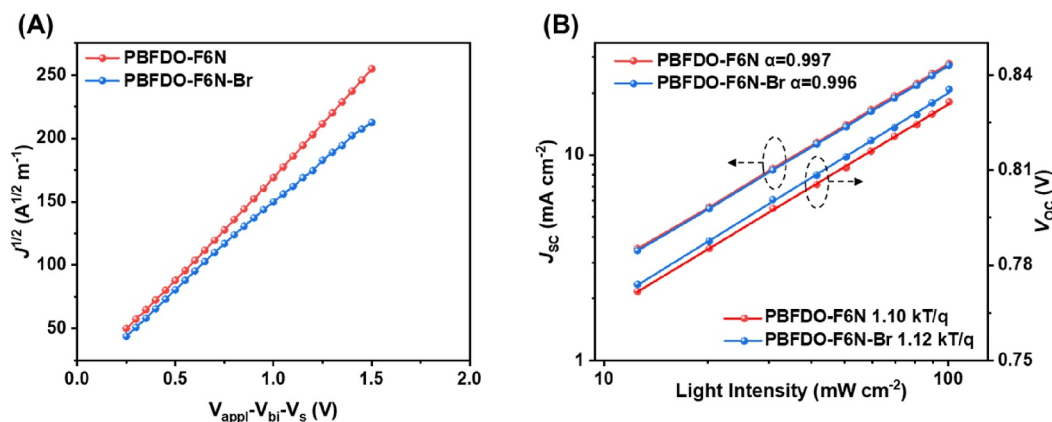 (A)
PBFDO-F6N
PBFDO-F6N-Br
250
200
150
100
50
J1/2 (A1/2 m-1)
0.0 0.5 1.0 1.5 2.0
Vappl-Vbi-Vs (V)
(B)
PBFDO-F6N α=0.997
PBFDO-F6N-Br α=0.996
10
1
JSC (mA cm-2)
0.84
0.81
0.78
0.75
VOC (V)
PBFDO-F6N 1.10 kT/q
PBFDO-F6N-Br 1.12 kT/q
10 100
Light Intensity (mW cm-2)